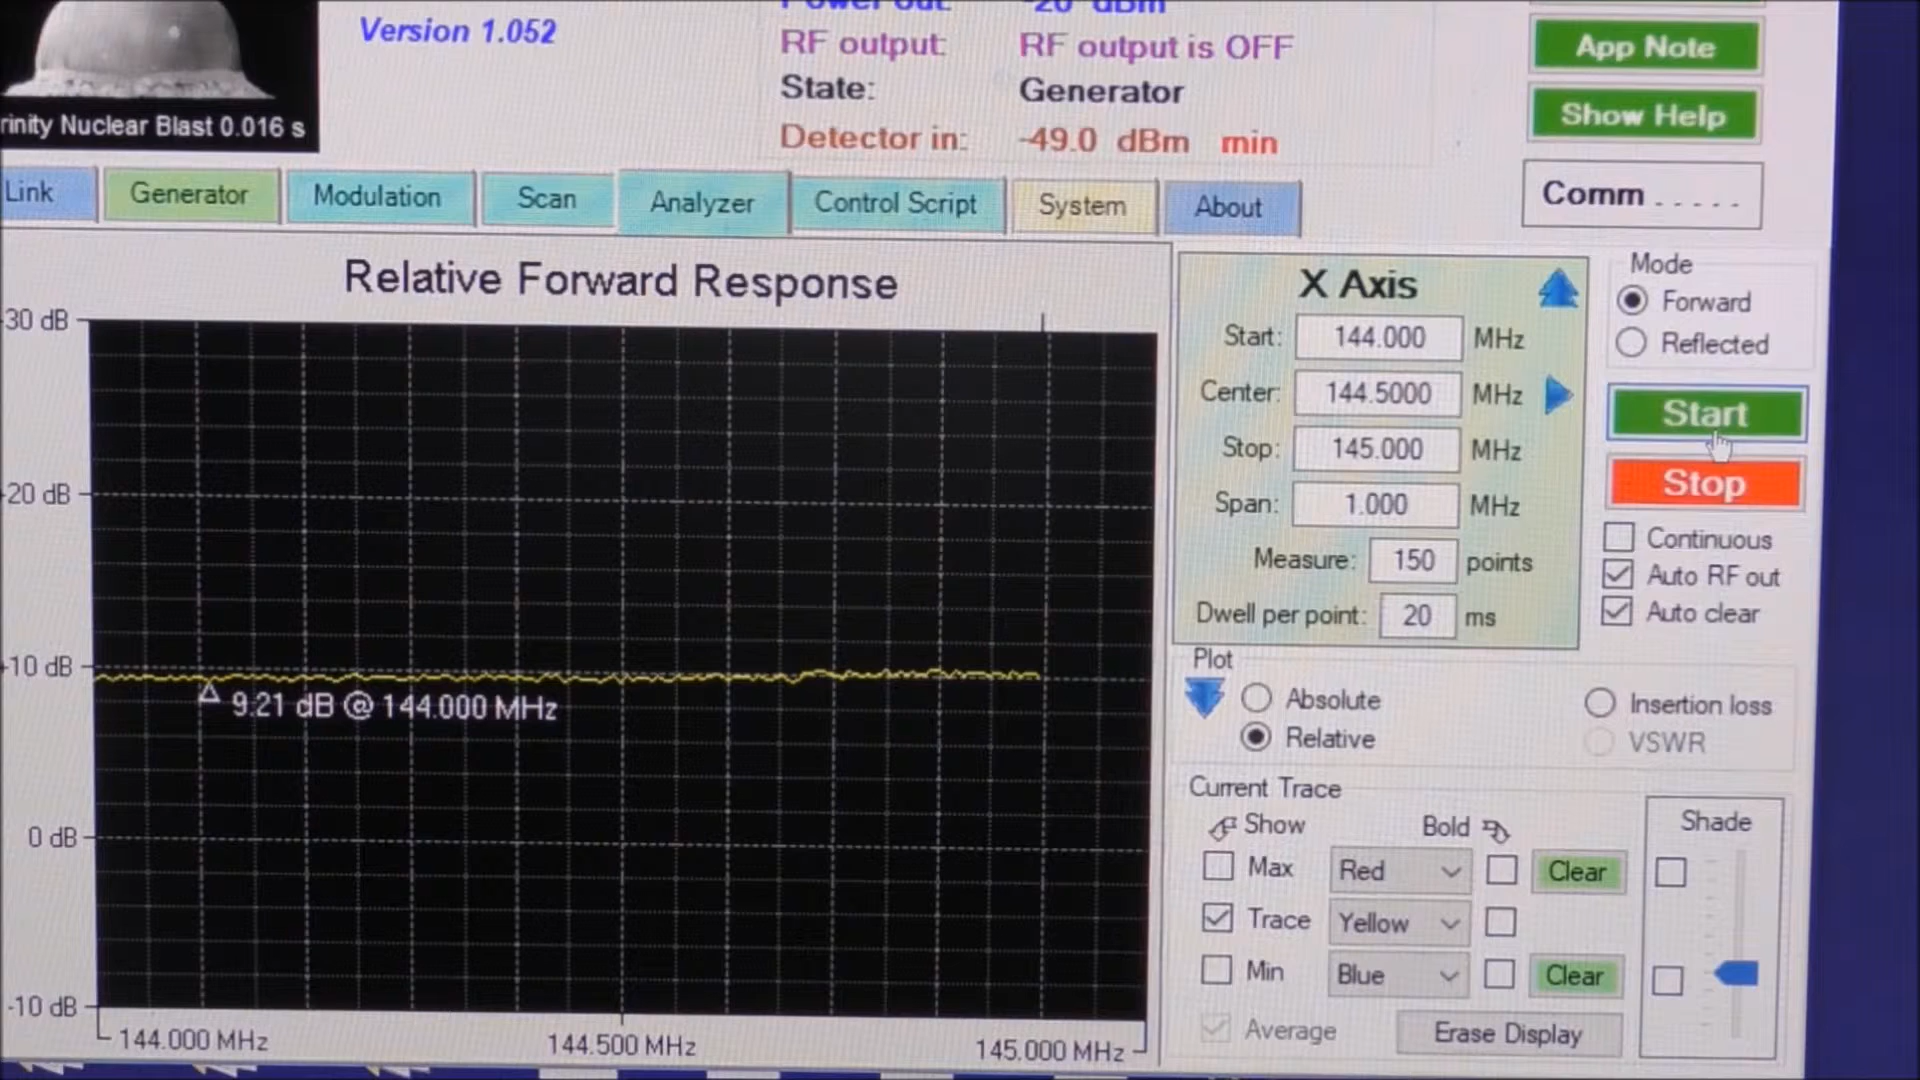 Version 1.052
Power out: -20 dBm
RF output: RF output is OFF
State: Generator
Detector in: -49.0 dBm min
rinity Nuclear Blast 0.016 s
App Note
Show Help
Comm . . . . .
Link Generator Modulation Scan Analyzer Control Script System About
Relative Forward Response
+30 dB
+20 dB
+10 dB
0 dB
-10 dB
9.21 dB @ 144.000 MHz
144.000 MHz 144.500 MHz 145.000 MHz
X Axis
Start: 144.000 MHz
Center: 144.5000 MHz
Stop: 145.000 MHz
Span: 1.000 MHz
Measure: 150 points
Dwell per point: 20 ms
Mode
Forward
Reflected
Start
Stop
Continuous
Auto RF out
Auto clear
Plot
Absolute Insertion loss
Relative VSWR
Current Trace
Show Bold
Max Red Clear
Trace Yellow
Min Blue Clear
Average Erase Display
Shade